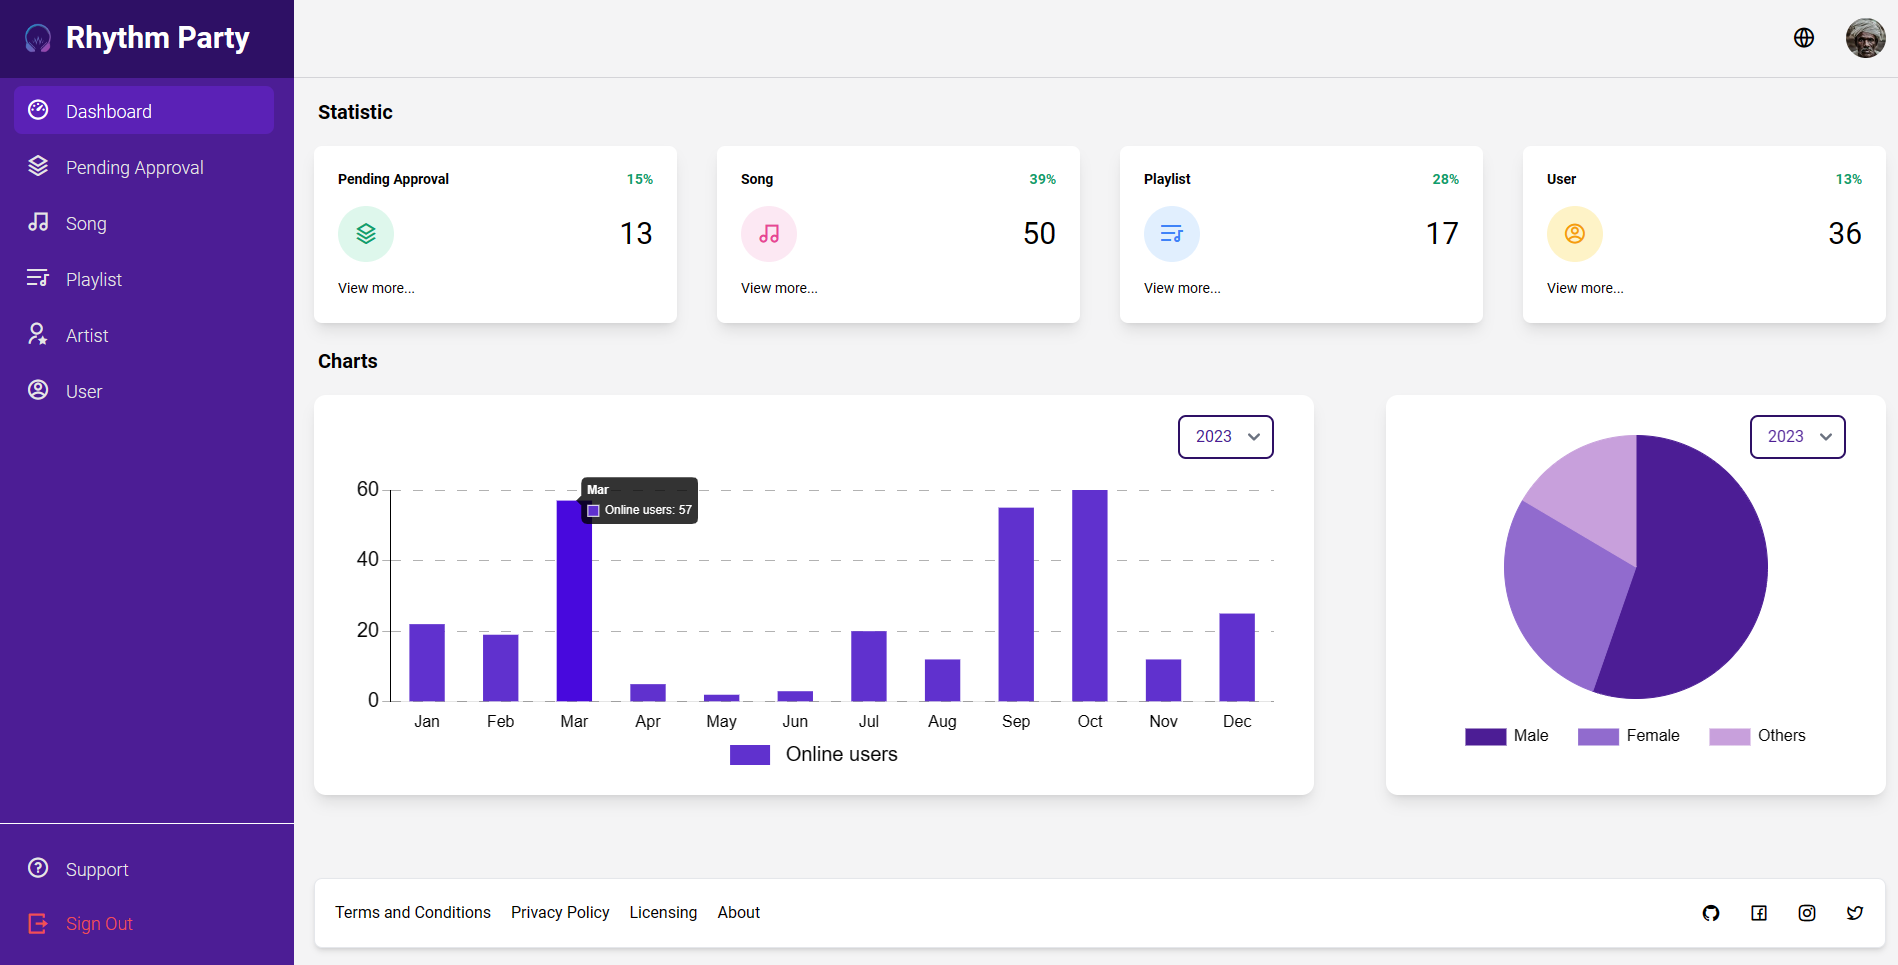 Rhythm Party
Dashboard
Pending Approval
Song
Playlist
Artist
User
Support
Sign Out
Statistic
Pending Approval 15%
13
View more...
Song 39%
50
View more...
Playlist 28%
17
View more...
User 13%
36
View more...
Charts
2023
60
40
20
0
Mar
Online users: 57
Jan Feb Mar Apr May Jun Jul Aug Sep Oct Nov Dec
Online users
2023
Male Female Others
Terms and Conditions Privacy Policy Licensing About